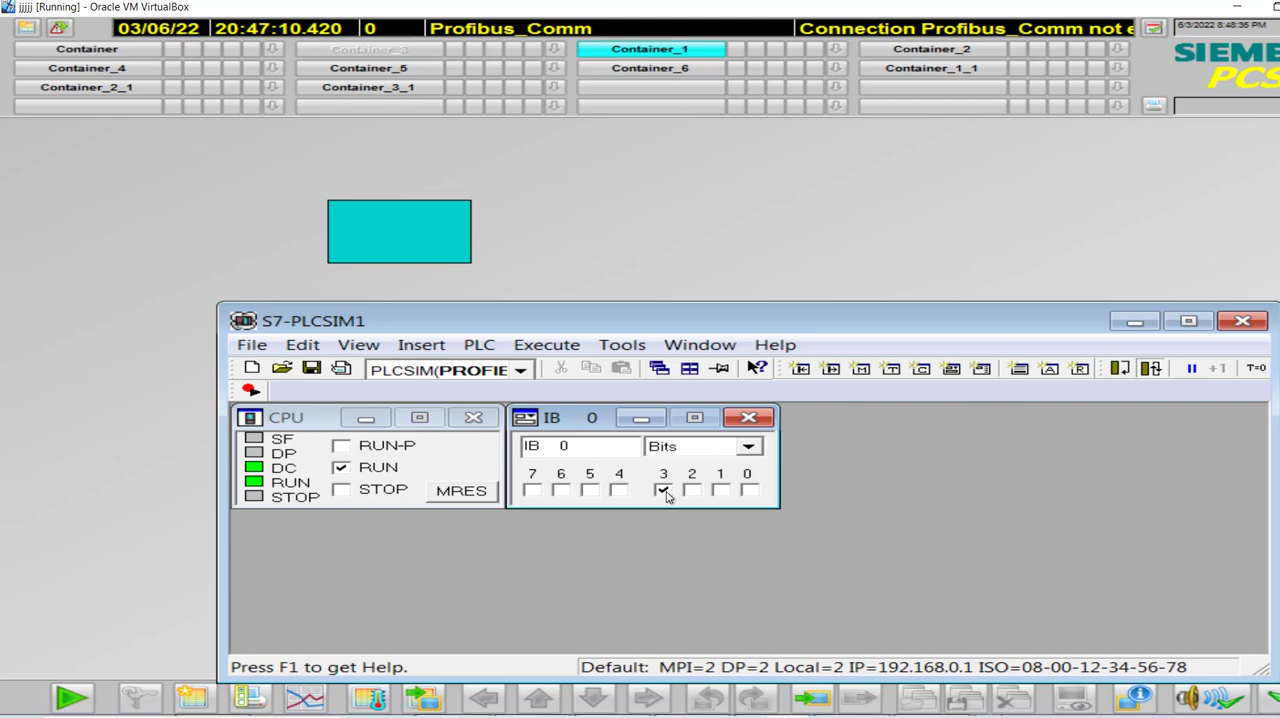 jjjjj [Running] - Oracle VM VirtualBox
03/06/22 20:47:10.420 0 Profibus_Comm Connection Profibus_Comm not e
6/3/2022 8:48:36 PM
Container Container_3 Container_1 Container_2
SIEME
Container_4 Container_5 Container_6 Container_1_1
PCS
Container_2_1 Container_3_1
S7-PLCSIM1
File Edit View Insert PLC Execute Tools Window Help
PLCSIM(PROFIE
+1 T=0
CPU
SF
DP
DC
RUN
STOP
RUN-P
RUN
STOP
MRES
IB 0
IB 0 Bits
7 6 5 4 3 2 1 0
Press F1 to get Help.
Default: MPI=2 DP=2 Local=2 IP=192.168.0.1 ISO=08-00-12-34-56-78